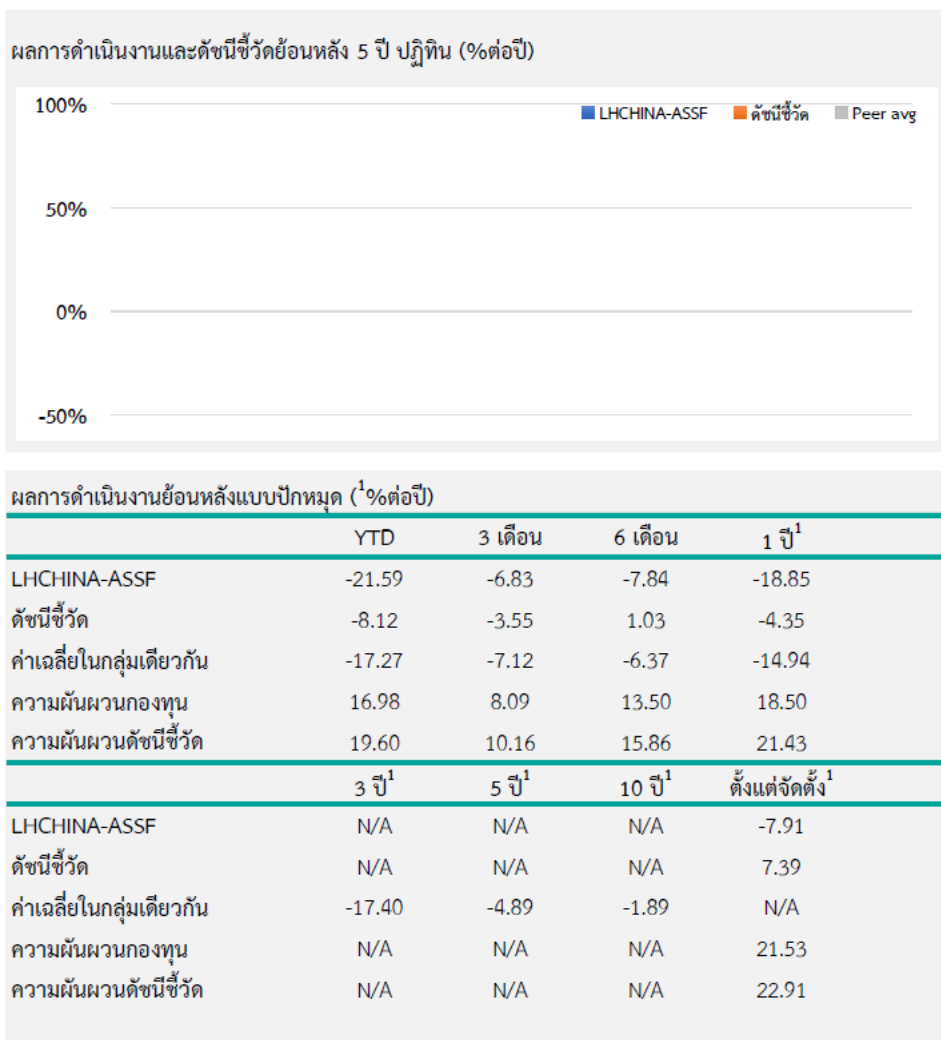 ผลการดำเนินงานและดัชนีชี้วัดย้อนหลัง 5 ปี ปฏิทิน (%ต่อปี)
100%
LHCHINA-ASSF ดัชนีชี้วัด Peer avg
50%
0%
-50%
ผลการดำเนินงานย้อนหลังแบบปักหมุด (¹%ต่อปี)
YTD 3 เดือน 6 เดือน 1 ปี¹
LHCHINA-ASSF -21.59 -6.83 -7.84 -18.85
ดัชนีชี้วัด -8.12 -3.55 1.03 -4.35
ค่าเฉลี่ยในกลุ่มเดียวกัน -17.27 -7.12 -6.37 -14.94
ความผันผวนกองทุน 16.98 8.09 13.50 18.50
ความผันผวนดัชนีชี้วัด 19.60 10.16 15.86 21.43
3 ปี¹ 5 ปี¹ 10 ปี¹ ตั้งแต่จัดตั้ง¹
LHCHINA-ASSF N/A N/A N/A -7.91
ดัชนีชี้วัด N/A N/A N/A 7.39
ค่าเฉลี่ยในกลุ่มเดียวกัน -17.40 -4.89 -1.89 N/A
ความผันผวนกองทุน N/A N/A N/A 21.53
ความผันผวนดัชนีชี้วัด N/A N/A N/A 22.91